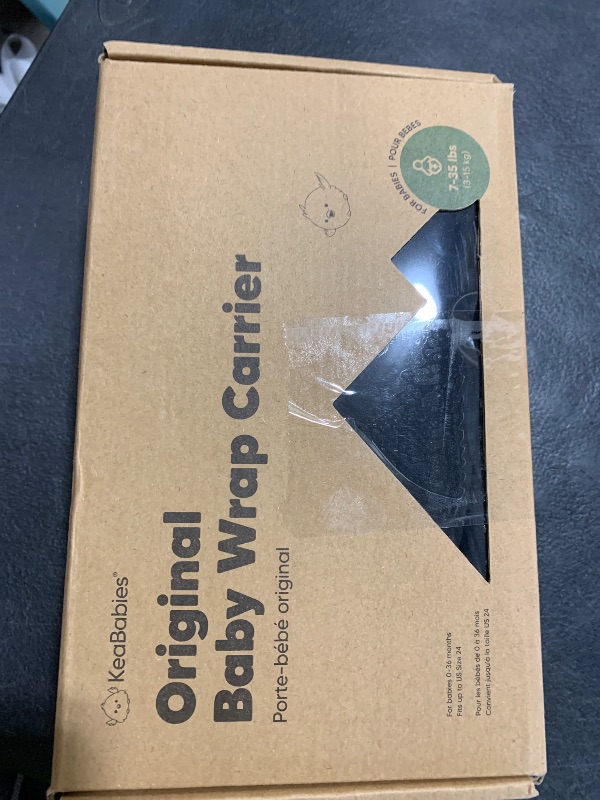 KeaBabies®
Original
Baby Wrap Carrier
Porte-bébé original
FOR BABIES | POUR BÉBÉS
7-35 lbs
(3-15 kg)
For babies 0-36 months
Fits up to US Size 24
Pour les bébés de 0 à 36 mois
Convient jusqu'à la taille US 24